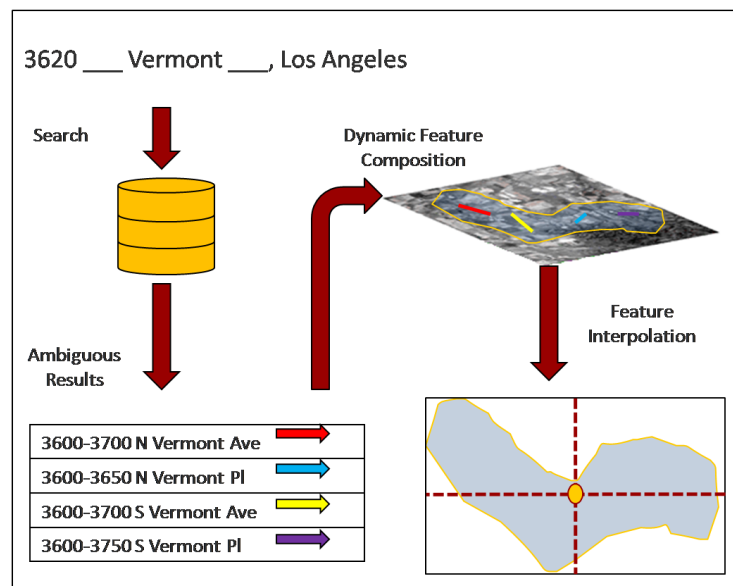 3620 ___ Vermont ___, Los Angeles
Search
Dynamic Feature
Composition
Ambiguous
Results
Feature
Interpolation
3600-3700 N Vermont Ave
3600-3650 N Vermont Pl
3600-3700 S Vermont Ave
3600-3750 S Vermont Pl